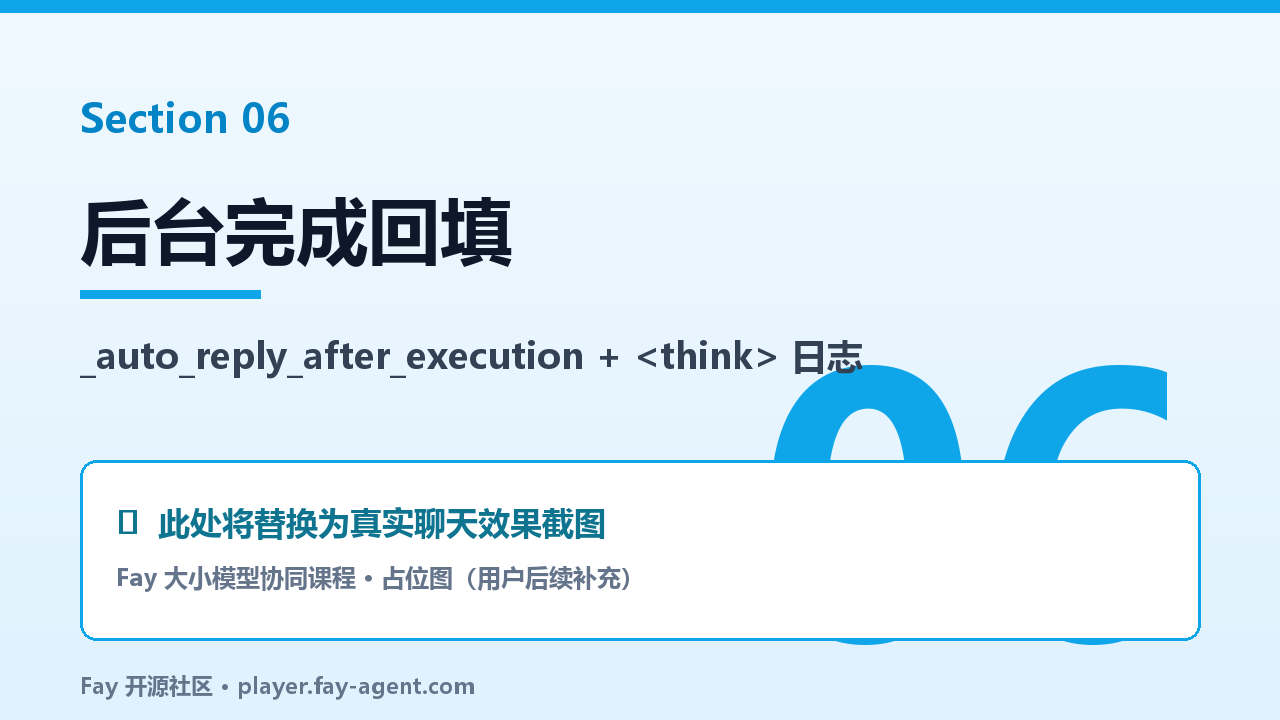 Section 06
后台完成回填
_auto_reply_after_execution + <think> 日志
06
此处将替换为真实聊天效果截图
Fay 大小模型协同课程・占位图（用户后续补充）
Fay 开源社区・player.fay-agent.com